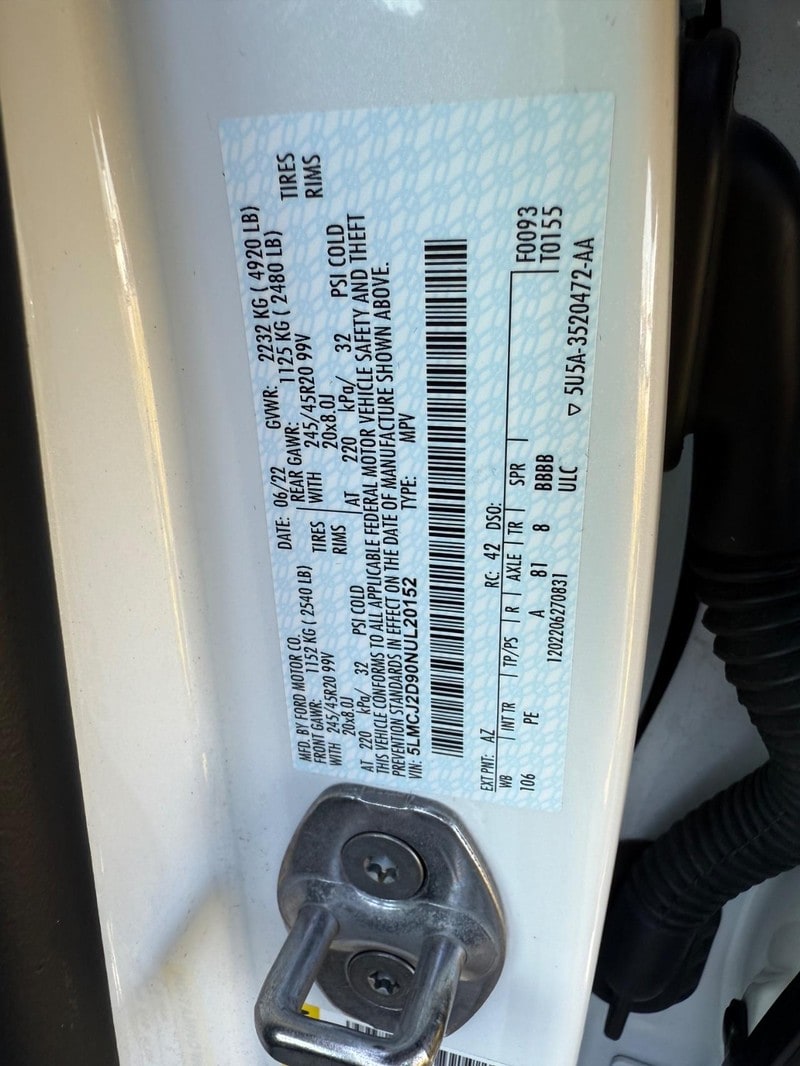 MFD. BY FORD MOTOR CO. DATE: 06/22 GVWR: 2232 KG ( 4920 LB)
FRONT GAWR: 1152 KG ( 2540 LB) REAR GAWR: 1125 KG ( 2480 LB)
WITH 245/45R20 99V TIRES WITH 245/45R20 99V TIRES
20x8.0J RIMS 20x8.0J RIMS
AT 220 kPa/ 32 PSI COLD AT 220 kPa/ 32 PSI COLD
THIS VEHICLE CONFORMS TO ALL APPLICABLE FEDERAL MOTOR VEHICLE SAFETY AND THEFT
PREVENTION STANDARDS IN EFFECT ON THE DATE OF MANUFACTURE SHOWN ABOVE.
VIN: 5LMCJ2D90NUL20152 TYPE: MPV
EXT PNT: AZ RC: 42 DSO:
WB INT TR TP/PS R AXLE TR SPR F0093
106 PE A 81 8 BBBB T0155
1202206270831 ULC
▽ 5U5A-3520472-AA